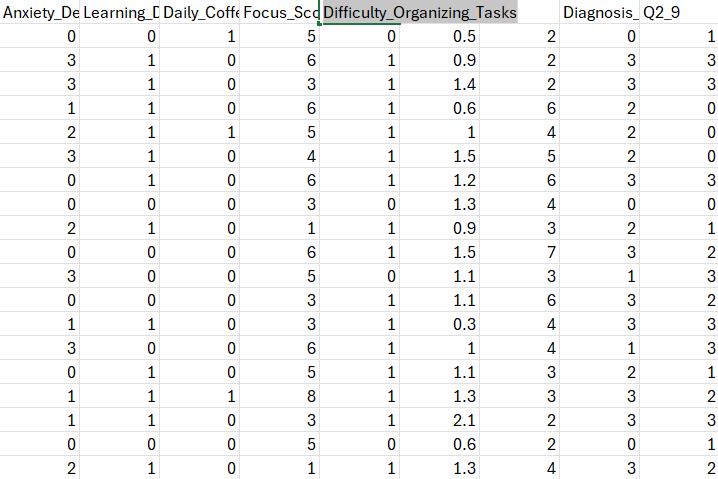 Anxiety_De Learning_D Daily_Coffe Focus_Sco Difficulty_Organizing_Tasks Diagnosis_ Q2_9
0 0 1 5 0 0.5 2 0 1
3 1 0 6 1 0.9 2 3 3
3 1 0 3 1 1.4 2 3 3
1 1 0 6 1 0.6 6 2 0
2 1 1 5 1 1 4 2 0
3 1 0 4 1 1.5 5 2 0
0 1 0 6 1 1.2 6 3 3
0 0 0 3 0 1.3 4 0 0
2 1 0 1 1 0.9 3 2 1
0 0 0 6 1 1.5 7 3 2
3 0 0 5 0 1.1 3 1 3
0 0 0 3 1 1.1 6 3 2
1 1 0 3 1 0.3 4 3 3
3 0 0 6 1 1 4 1 3
0 1 0 5 1 1.1 3 2 1
1 1 1 8 1 1.3 3 3 2
1 1 0 3 1 2.1 2 3 3
0 0 0 5 0 0.6 2 0 1
2 1 0 1 1 1.3 4 3 2